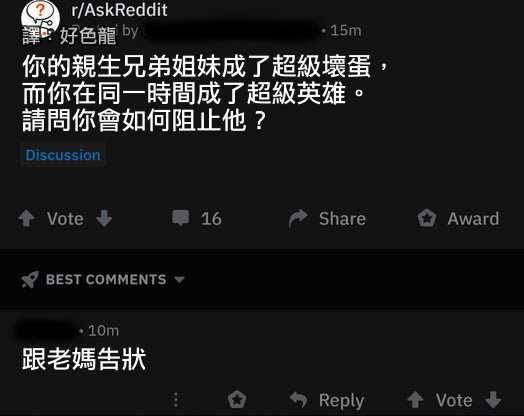 r/AskReddit
譯：好色龍
by
• 15m
你的親生兄弟姐妹成了超級壞蛋，
而你在同一時間成了超級英雄。
請問你會如何阻止他？
Discussion
Vote
16
Share
Award
BEST COMMENTS
• 10m
跟老媽告狀
Reply
Vote